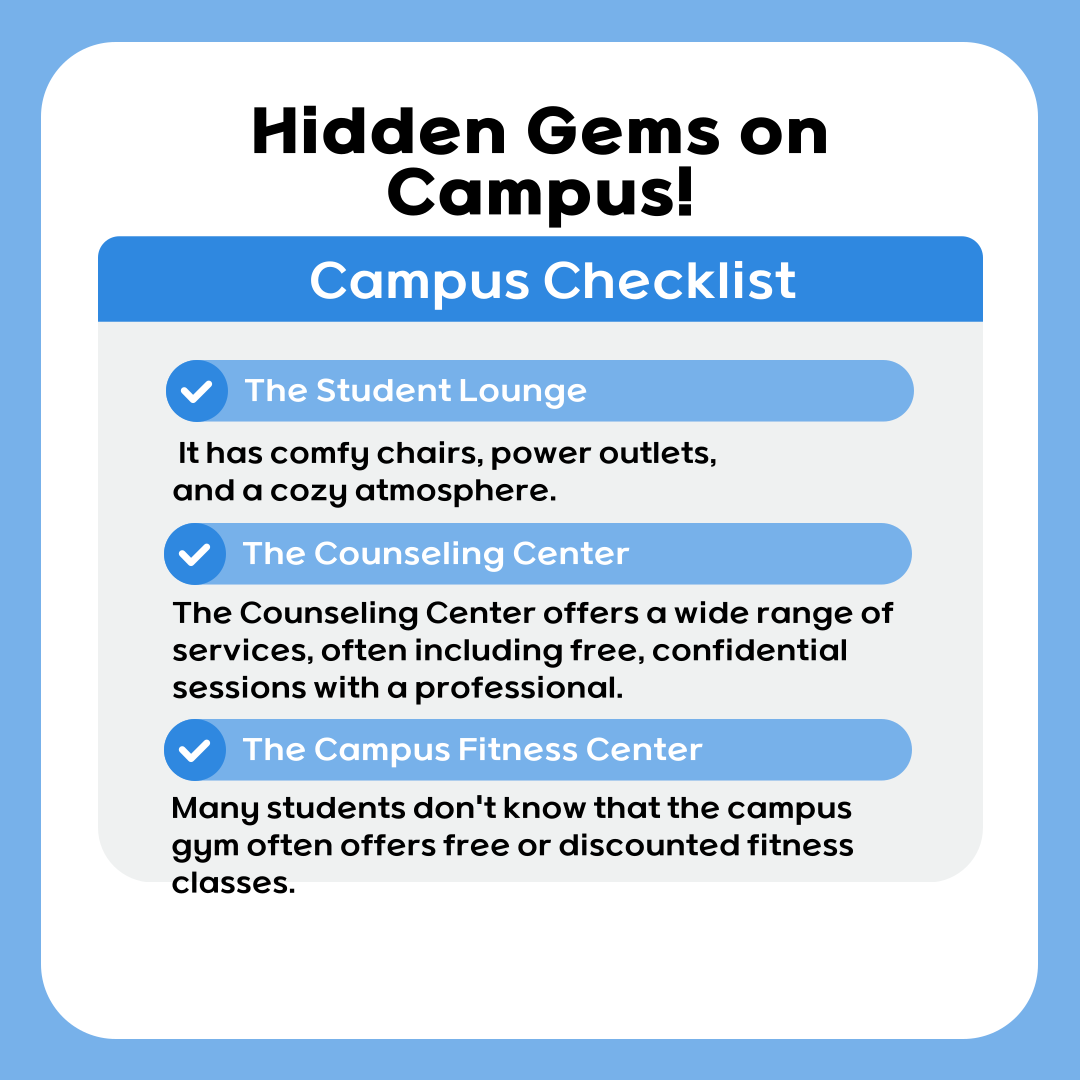 Hidden Gems on
Campus!
Campus Checklist
The Student Lounge
It has comfy chairs, power outlets,
and a cozy atmosphere.
The Counseling Center
The Counseling Center offers a wide range of
services, often including free, confidential
sessions with a professional.
The Campus Fitness Center
Many students don't know that the campus
gym often offers free or discounted fitness
classes.